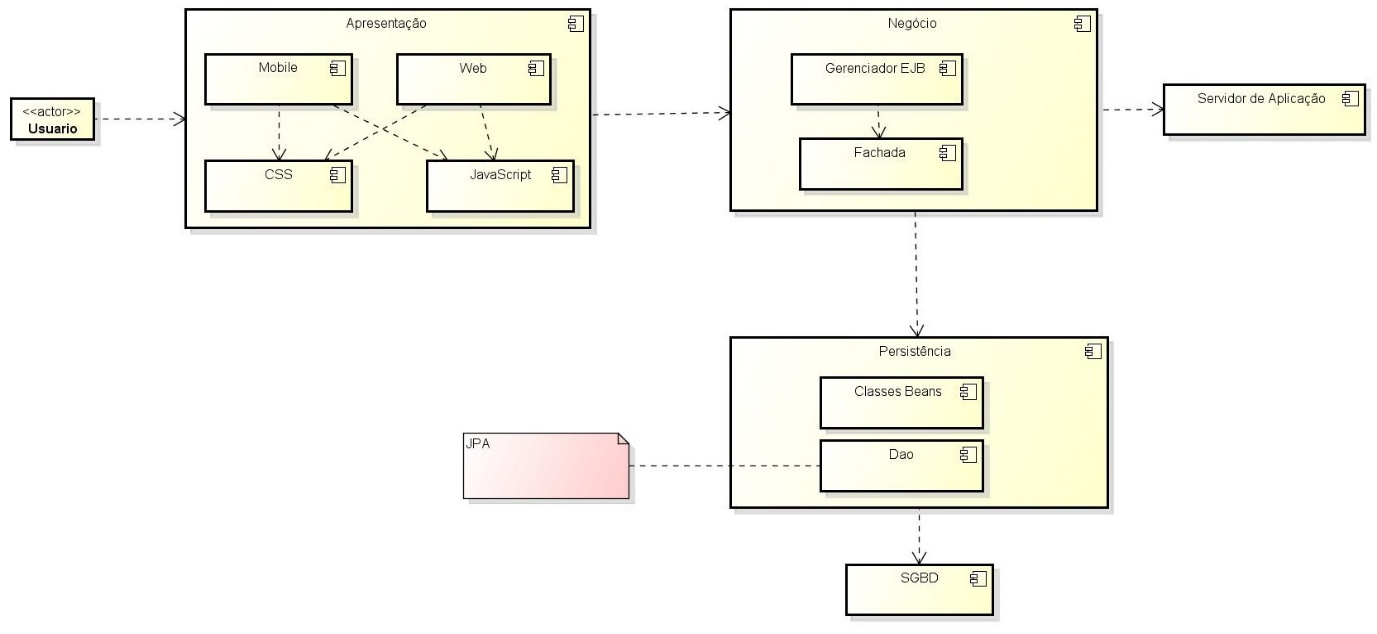 Apresentação
Mobile
Web
CSS
JavaScript
<<actor>>
Usuario
Negócio
Gerenciador EJB
Fachada
Servidor de Aplicação
Persistência
Classes Beans
Dao
JPA
SGBD